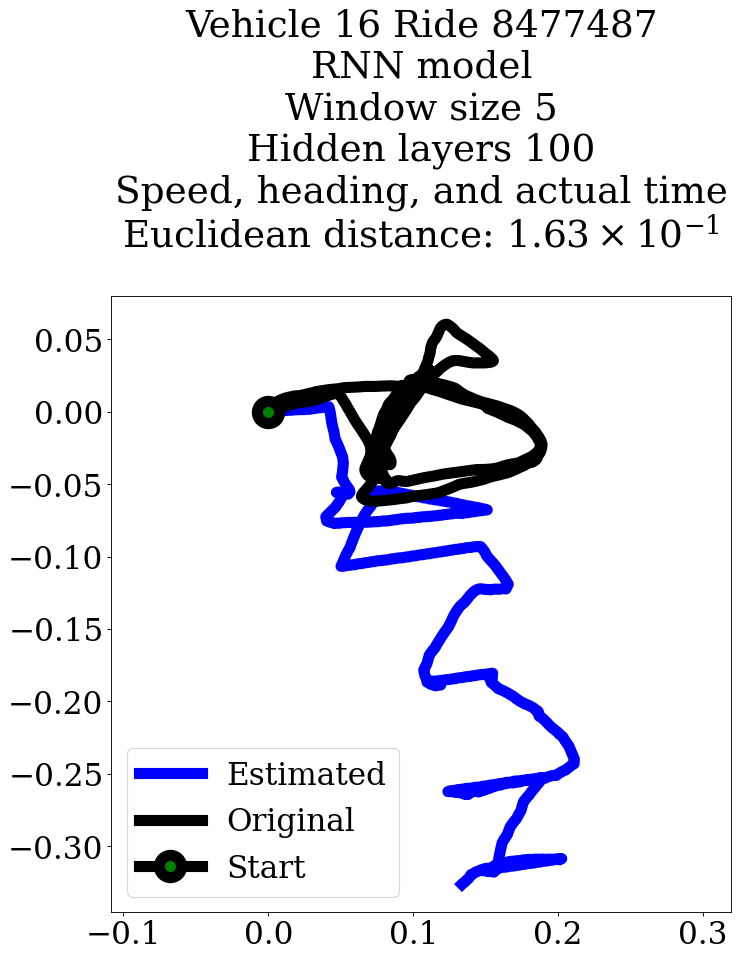 Vehicle 16 Ride 8477487
RNN model
Window size 5
Hidden layers 100
Speed, heading, and actual time
Euclidean distance: 1.63 × 10⁻¹
0.05
0.00
−0.05
−0.10
−0.15
−0.20
−0.25
−0.30
Estimated
Original
Start
−0.1 0.0 0.1 0.2 0.3